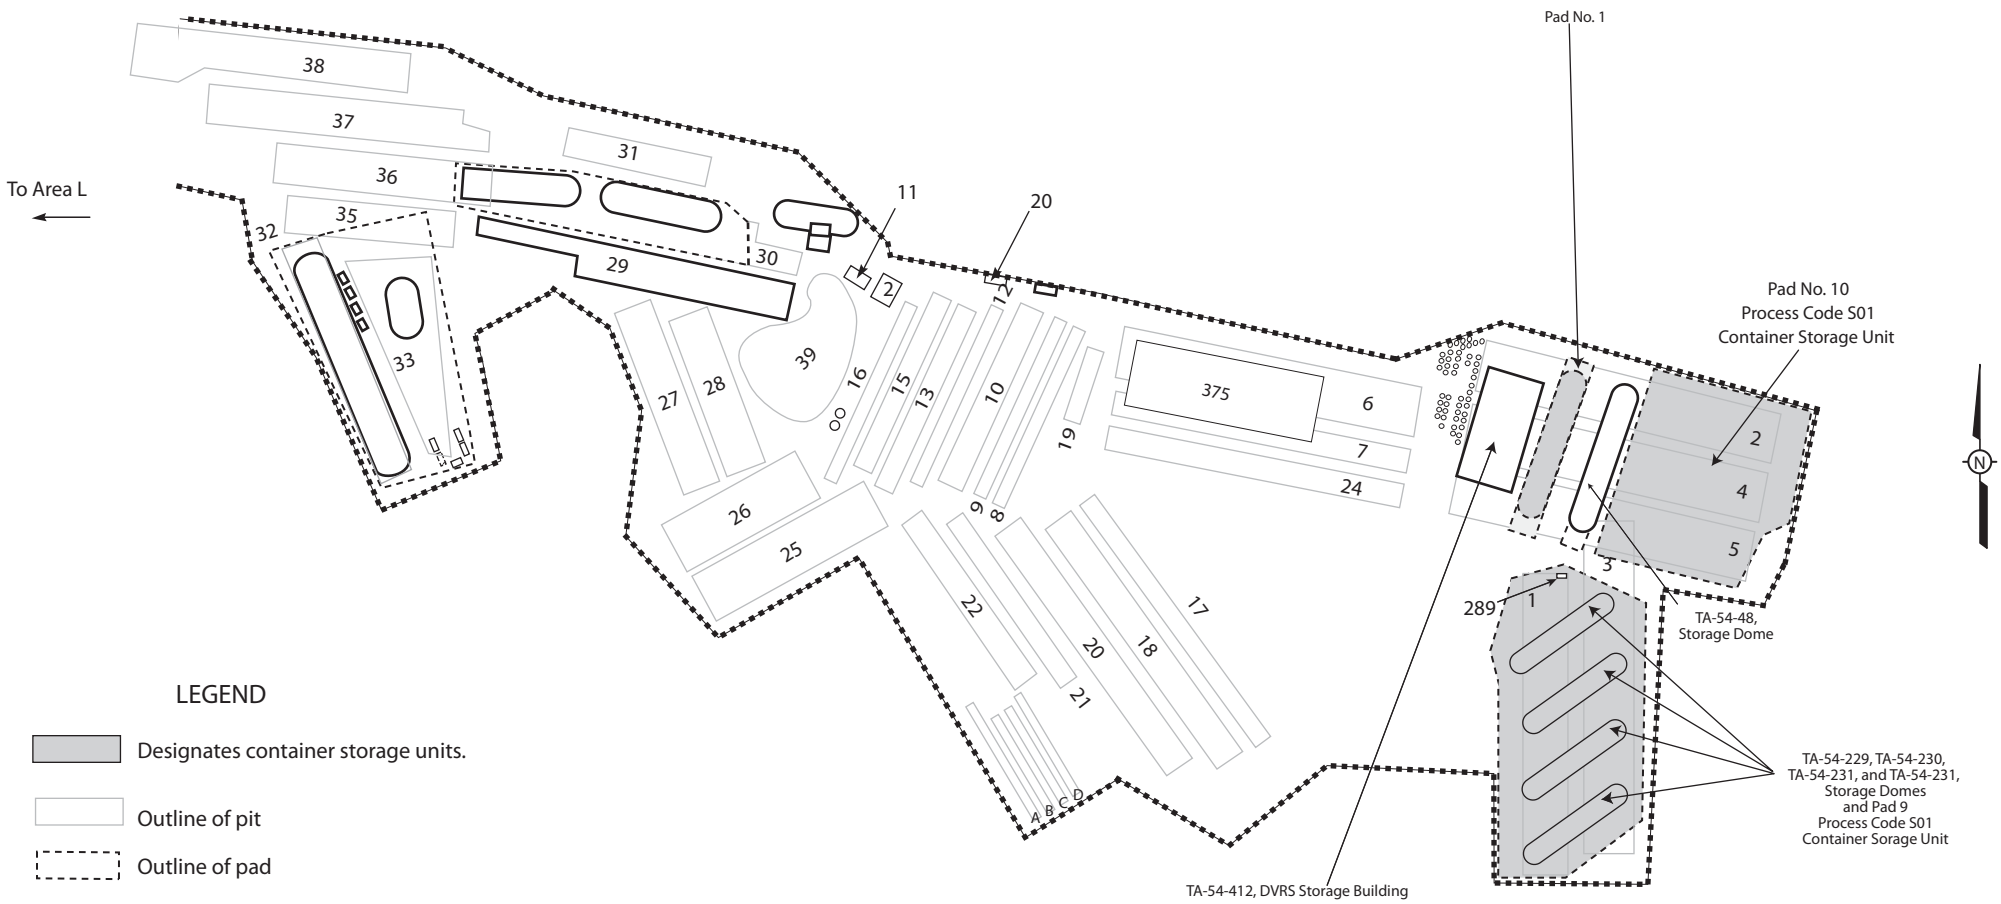 Pad No. 1
38
37
31
36
To Area L
35
11
20
32
30
29
2
12
33
39
16
15
13
10
27
28
19
375
6
7
24
Pad No. 10
Process Code S01
Container Storage Unit
2
4
5
3
N
26
25
9
8
22
17
18
20
21
289
1
TA-54-48,
Storage Dome
A
B
C
D
TA-54-229, TA-54-230,
TA-54-231, and TA-54-231,
Storage Domes
and Pad 9
Process Code S01
Container Sorage Unit
TA-54-412, DVRS Storage Building
LEGEND
Designates container storage units.
Outline of pit
Outline of pad